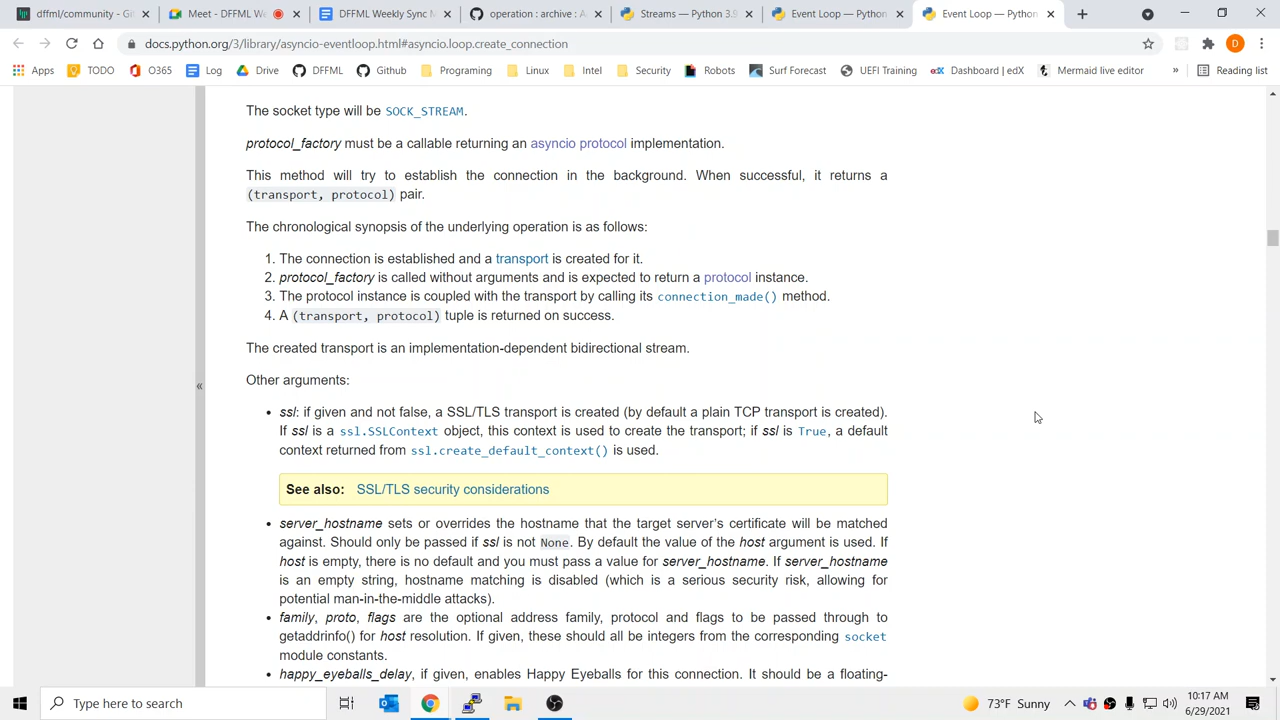 dffml/community - Gi
Meet - DFFML We
DFFML Weekly Sync M
operation : archive : A
Streams — Python 3.9
Event Loop — Python
Event Loop — Python
docs.python.org/3/library/asyncio-eventloop.html#asyncio.loop.create_connection
D
Apps
TODO
O365
Log
Drive
DFFML
Github
Programing
Linux
Intel
Security
Robots
Surf Forecast
UEFI Training
edX
Dashboard | edX
Mermaid live editor
»
Reading list
The socket type will be SOCK_STREAM.
protocol_factory must be a callable returning an asyncio protocol implementation.
This method will try to establish the connection in the background. When successful, it returns a
(transport, protocol) pair.
The chronological synopsis of the underlying operation is as follows:
1. The connection is established and a transport is created for it.
2. protocol_factory is called without arguments and is expected to return a protocol instance.
3. The protocol instance is coupled with the transport by calling its connection_made() method.
4. A (transport, protocol) tuple is returned on success.
The created transport is an implementation-dependent bidirectional stream.
«
Other arguments:
• ssl: if given and not false, a SSL/TLS transport is created (by default a plain TCP transport is created).
If ssl is a ssl.SSLContext object, this context is used to create the transport; if ssl is True, a default
context returned from ssl.create_default_context() is used.
See also: SSL/TLS security considerations
• server_hostname sets or overrides the hostname that the target server's certificate will be matched
against. Should only be passed if ssl is not None. By default the value of the host argument is used. If
host is empty, there is no default and you must pass a value for server_hostname. If server_hostname
is an empty string, hostname matching is disabled (which is a serious security risk, allowing for
potential man-in-the-middle attacks).
• family, proto, flags are the optional address family, protocol and flags to be passed through to
getaddrinfo() for host resolution. If given, these should all be integers from the corresponding socket
module constants.
• happy_eyeballs_delay, if given, enables Happy Eyeballs for this connection. It should be a floating-
Type here to search
73°F Sunny
10:17 AM
6/29/2021